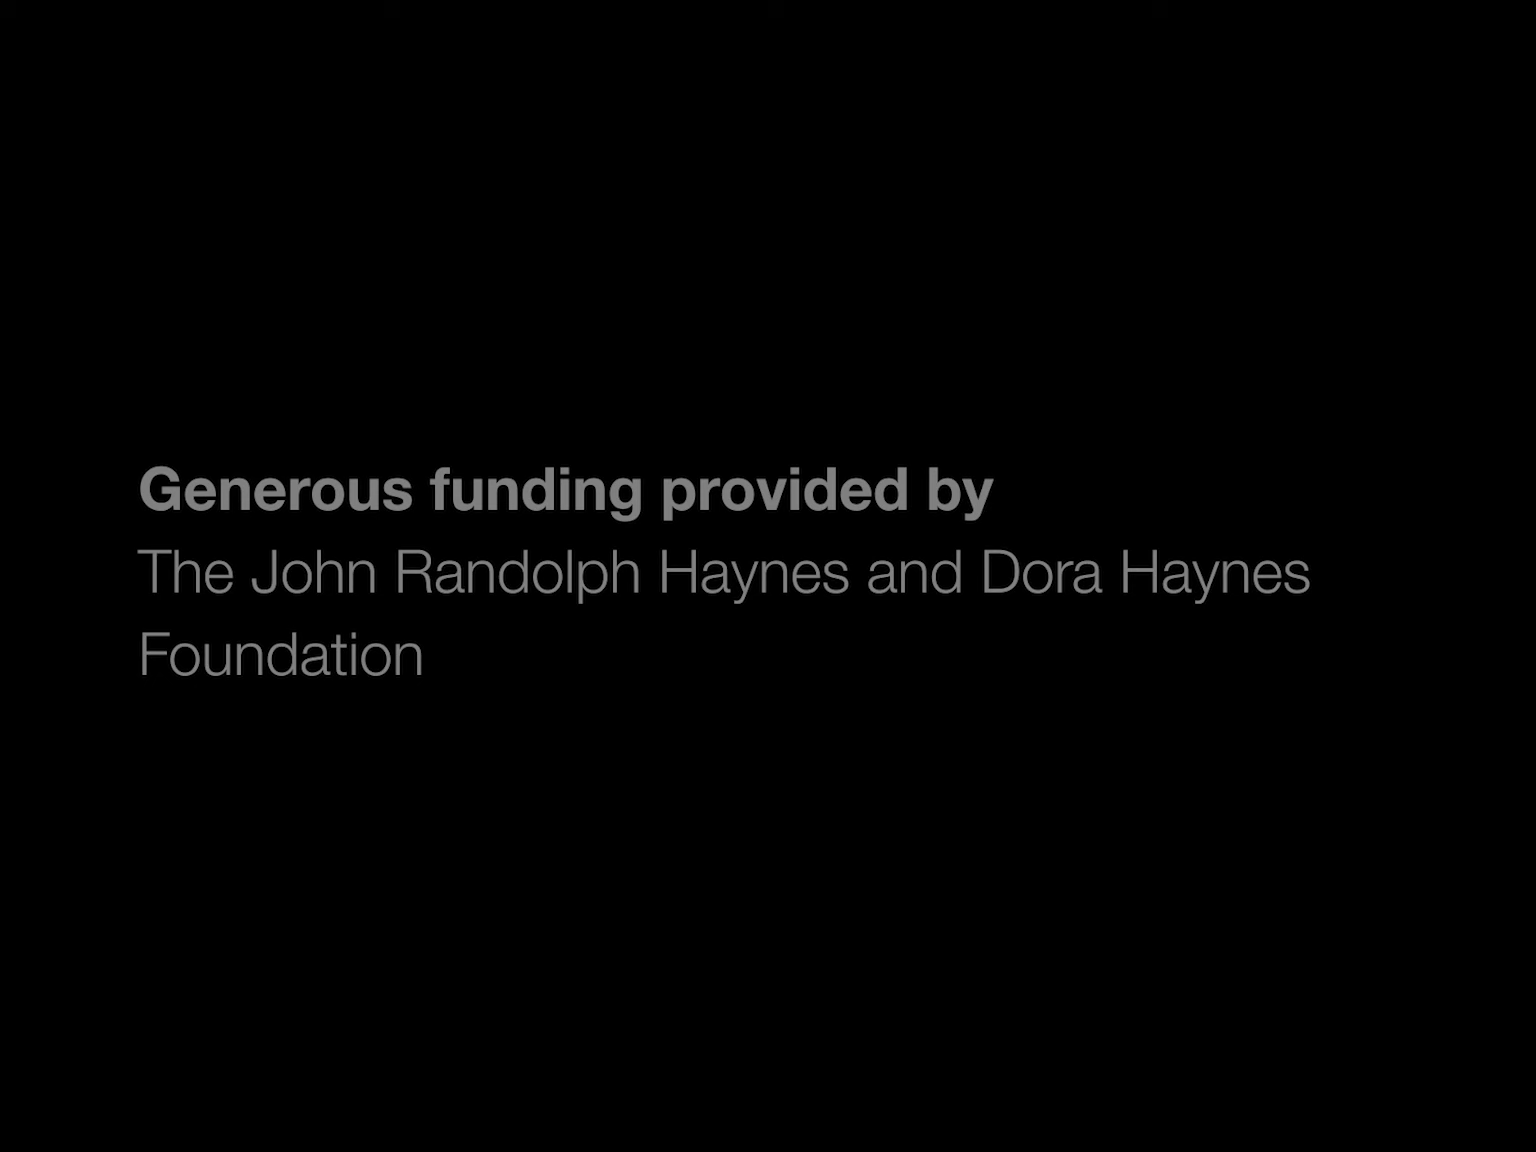 Generous funding provided by
The John Randolph Haynes and Dora Haynes
Foundation